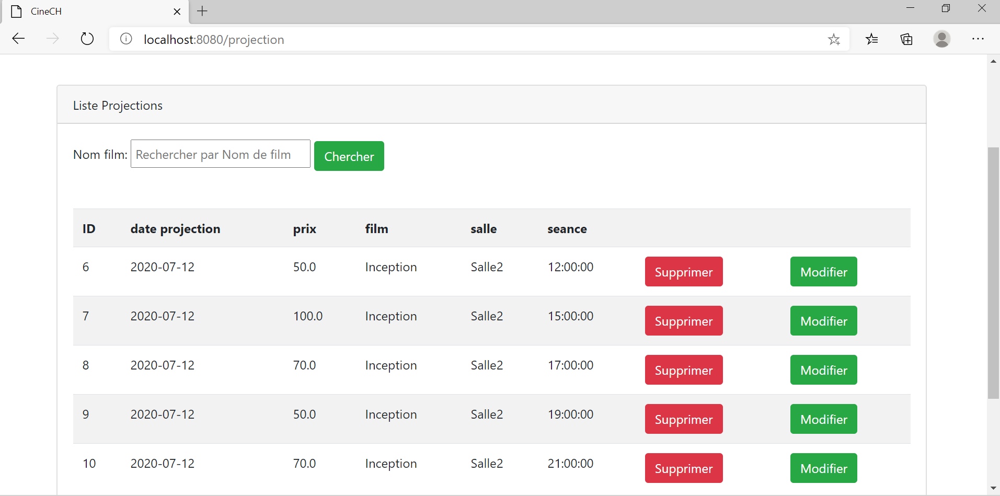 CineCH
localhost:8080/projection
Liste Projections
Nom film: Rechercher par Nom de film Chercher
ID date projection prix film salle seance
6 2020-07-12 50.0 Inception Salle2 12:00:00 Supprimer Modifier
7 2020-07-12 100.0 Inception Salle2 15:00:00 Supprimer Modifier
8 2020-07-12 70.0 Inception Salle2 17:00:00 Supprimer Modifier
9 2020-07-12 50.0 Inception Salle2 19:00:00 Supprimer Modifier
10 2020-07-12 70.0 Inception Salle2 21:00:00 Supprimer Modifier